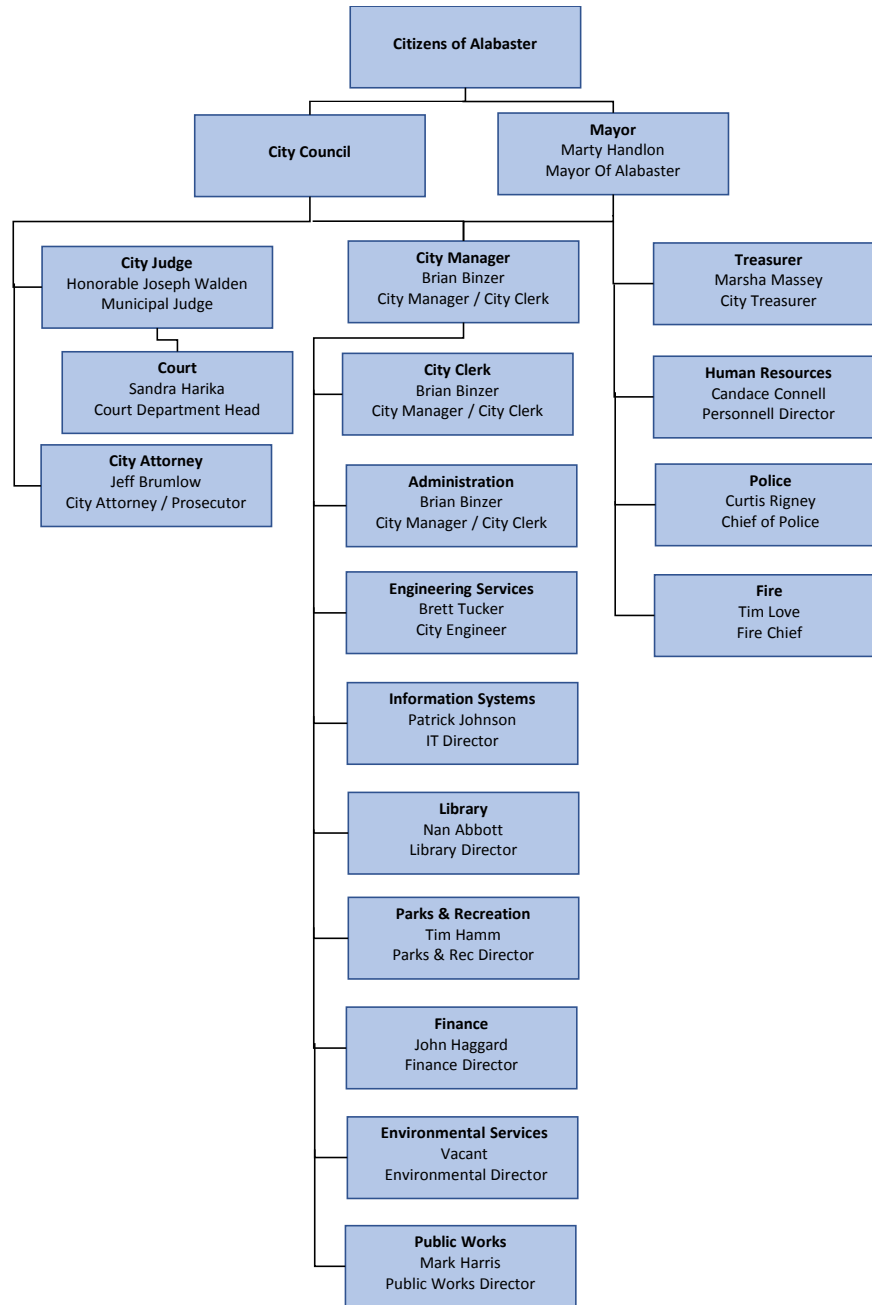 Citizens of Alabaster
City Council
Mayor
Marty Handlon
Mayor Of Alabaster
City Judge
Honorable Joseph Walden
Municipal Judge
Court
Sandra Harika
Court Department Head
City Attorney
Jeff Brumlow
City Attorney / Prosecutor
City Manager
Brian Binzer
City Manager / City Clerk
City Clerk
Brian Binzer
City Manager / City Clerk
Administration
Brian Binzer
City Manager / City Clerk
Engineering Services
Brett Tucker
City Engineer
Information Systems
Patrick Johnson
IT Director
Library
Nan Abbott
Library Director
Parks & Recreation
Tim Hamm
Parks & Rec Director
Finance
John Haggard
Finance Director
Environmental Services
Vacant
Environmental Director
Public Works
Mark Harris
Public Works Director
Treasurer
Marsha Massey
City Treasurer
Human Resources
Candace Connell
Personnell Director
Police
Curtis Rigney
Chief of Police
Fire
Tim Love
Fire Chief